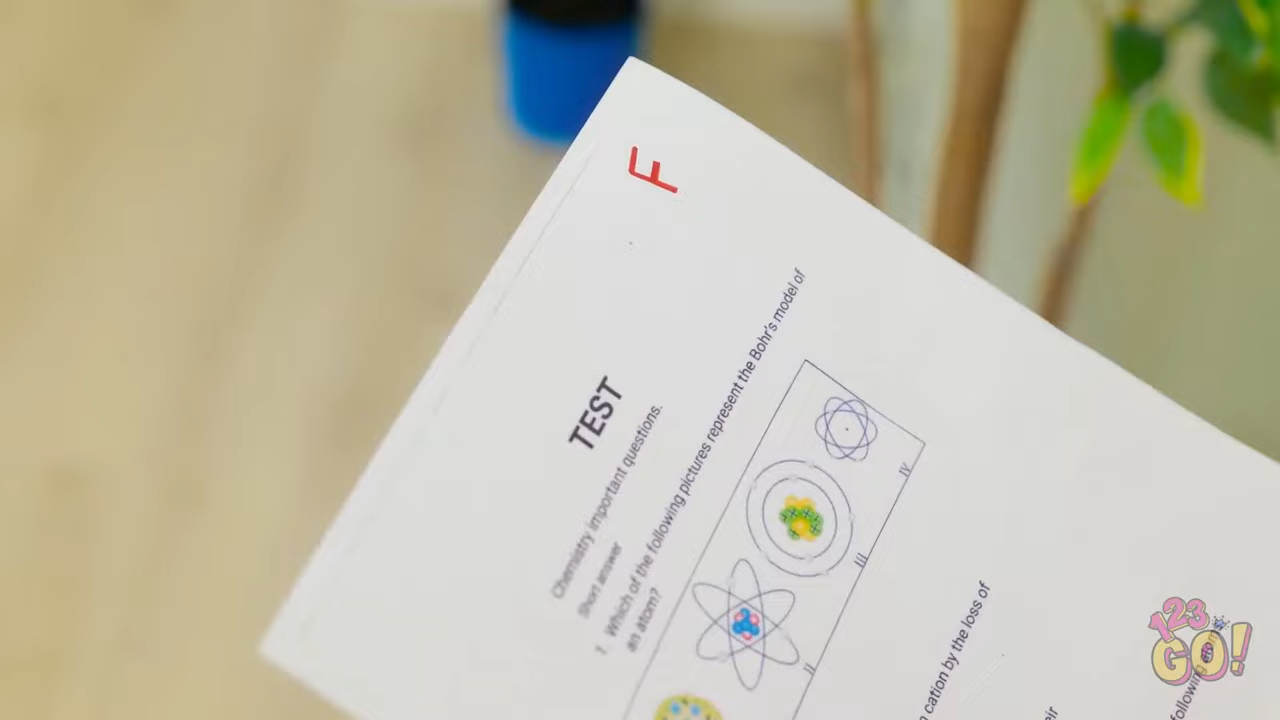 F
TEST
Chemistry important questions.
Short answer
1. Which of the following pictures represent the Bohr's model of
an atom?
II
III
IV
cation by the loss of
following
123
GO!